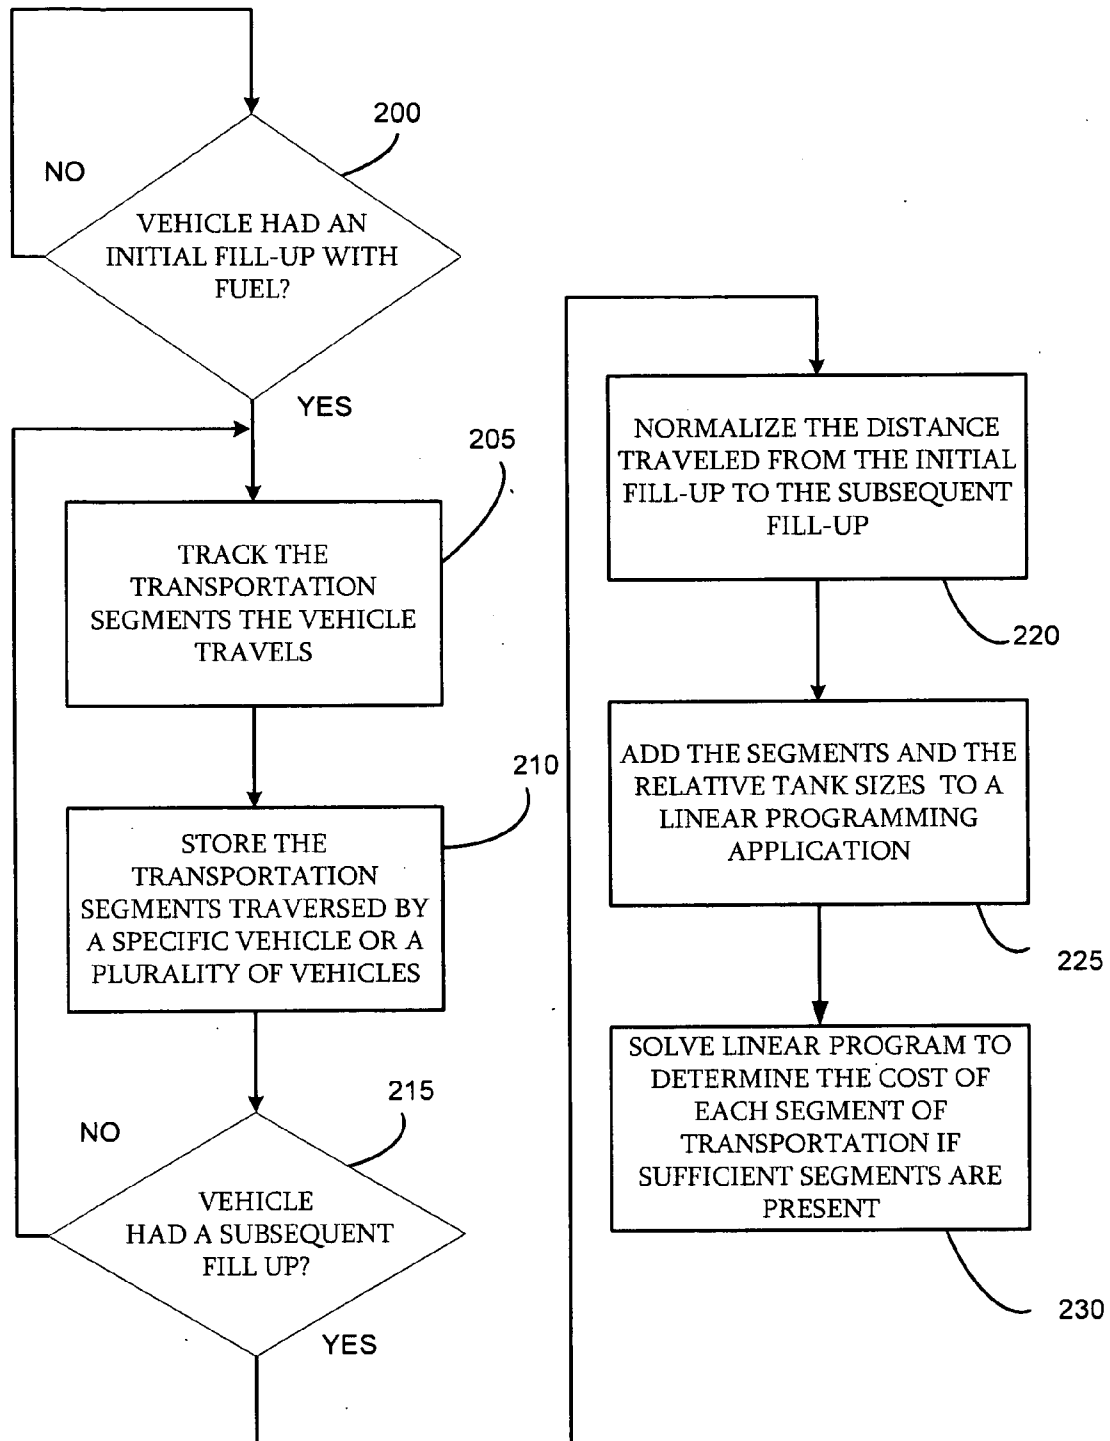 200
NO
VEHICLE HAD AN
INITIAL FILL-UP WITH
FUEL?
YES
205
TRACK THE
TRANSPORTATION
SEGMENTS THE VEHICLE
TRAVELS
210
STORE THE
TRANSPORTATION
SEGMENTS TRAVERSED BY
A SPECIFIC VEHICLE OR A
PLURALITY OF VEHICLES
215
NO
VEHICLE
HAD A SUBSEQUENT
FILL UP?
YES
NORMALIZE THE DISTANCE
TRAVELED FROM THE INITIAL
FILL-UP TO THE SUBSEQUENT
FILL-UP
220
ADD THE SEGMENTS AND THE
RELATIVE TANK SIZES TO A
LINEAR PROGRAMMING
APPLICATION
225
SOLVE LINEAR PROGRAM TO
DETERMINE THE COST OF
EACH SEGMENT OF
TRANSPORTATION IF
SUFFICIENT SEGMENTS ARE
PRESENT
230